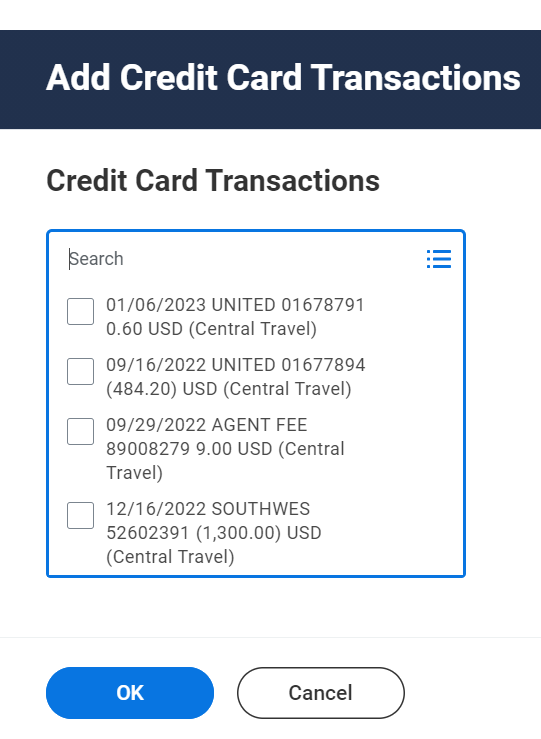 Add Credit Card Transactions
Credit Card Transactions
Search
01/06/2023 UNITED 01678791
0.60 USD (Central Travel)
09/16/2022 UNITED 01677894
(484.20) USD (Central Travel)
09/29/2022 AGENT FEE
89008279 9.00 USD (Central
Travel)
12/16/2022 SOUTHWES
52602391 (1,300.00) USD
(Central Travel)
OK
Cancel